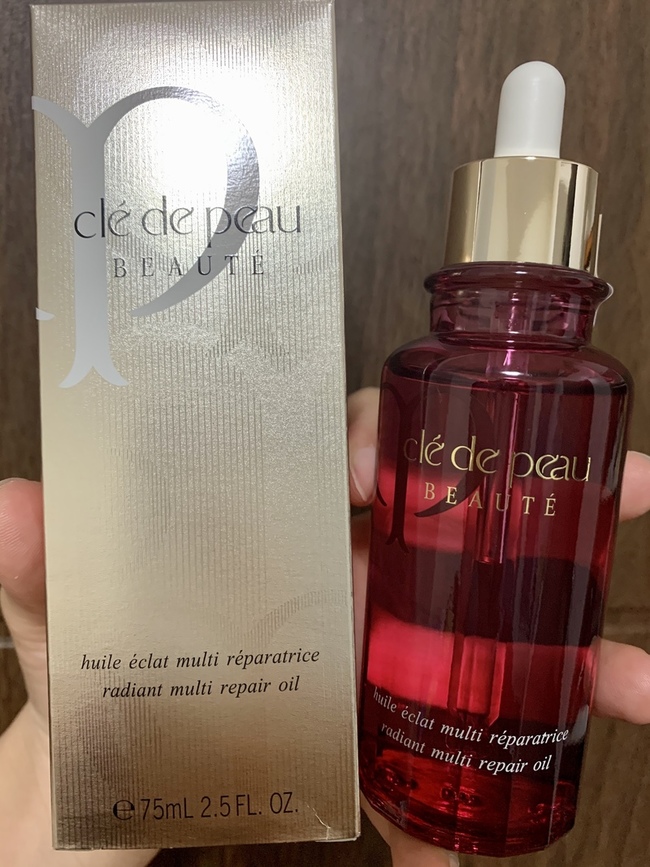 clé de peau
BEAUTÉ
huile éclat multi réparatrice
radiant multi repair oil
℮75mL 2.5 FL. OZ.
clé de peau
BEAUTÉ
huile éclat multi réparatrice
radiant multi repair oil